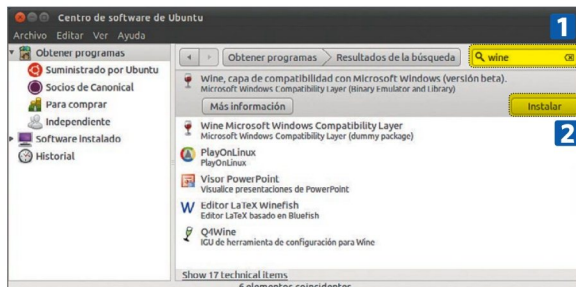 Centro de software de Ubuntu
Archivo Editar Ver Ayuda
1
Obtener programas
Suministrado por Ubuntu
Socios de Canonical
Para comprar
Independiente
Software instalado
Historial
Obtener programas Resultados de la búsqueda wine
Wine, capa de compatibilidad con Microsoft Windows (versión beta).
Microsoft Windows Compatibility Layer (Binary Emulator and Library)
Más información Instalar
2
Wine Microsoft Windows Compatibility Layer
Microsoft Windows Compatibility Layer (dummy package)
PlayOnLinux
PlayOnLinux
Visor PowerPoint
Visualice presentaciones de PowerPoint
Editor LaTeX Winefish
Editor LaTeX basado en Bluefish
Q4Wine
IGU de herramienta de configuración para Wine
Show 17 technical items
6 elementos coincidentes